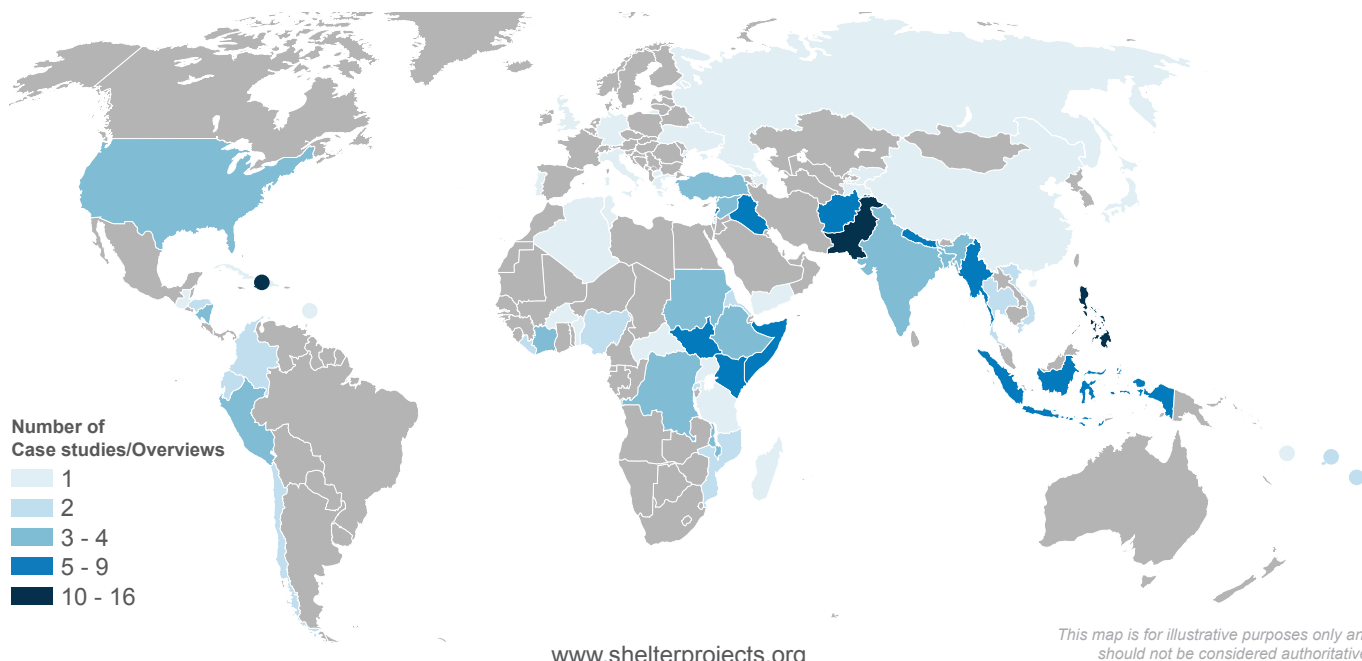 Number of
Case studies/Overviews
1
2
3 - 4
5 - 9
10 - 16
www.shelterprojects.org
This map is for illustrative purposes only an
should not be considered authoritative